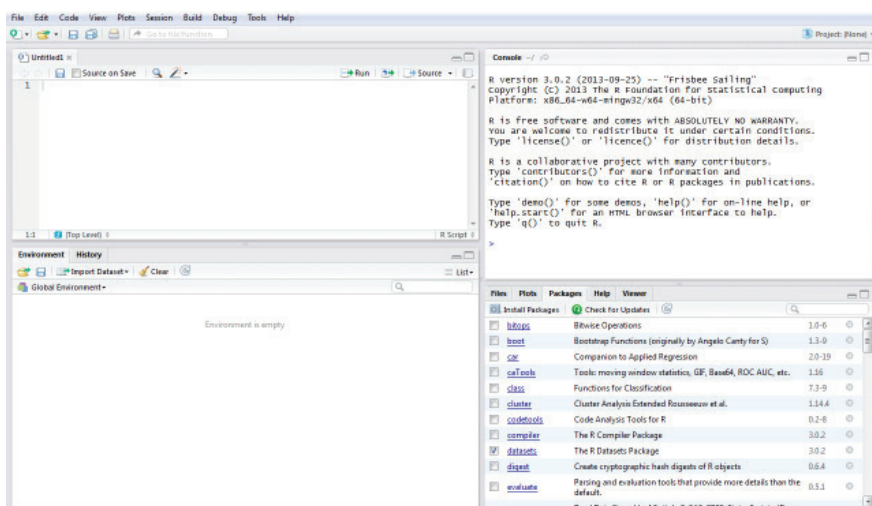 File Edit Code View Plots Session Build Debug Tools Help
Go to file/function
Project: (None)
Untitled1
Source on Save
Run
Source
1
1:1 (Top Level)
R Script
Environment History
Import Dataset Clear
List
Global Environment
Environment is empty
Console ~/
R version 3.0.2 (2013-09-25) -- "Frisbee Sailing"
Copyright (C) 2013 The R Foundation for Statistical Computing
Platform: x86_64-w64-mingw32/x64 (64-bit)
R is free software and comes with ABSOLUTELY NO WARRANTY.
You are welcome to redistribute it under certain conditions.
Type 'license()' or 'licence()' for distribution details.
R is a collaborative project with many contributors.
Type 'contributors()' for more information and
'citation()' on how to cite R or R packages in publications.
Type 'demo()' for some demos, 'help()' for on-line help, or
'help.start()' for an HTML browser interface to help.
Type 'q()' to quit R.
>
Files Plots Packages Help Viewer
Install Packages Check for Updates
bitops Bitwise Operations 1.0-6
boot Bootstrap Functions (originally by Angelo Canty for S) 1.3-9
car Companion to Applied Regression 2.0-19
caTools Tools: moving window statistics, GIF, Base64, ROC AUC, etc. 1.16
class Functions for Classification 7.3-9
cluster Cluster Analysis Extended Rousseeuw et al. 1.14.4
codetools Code Analysis Tools for R 0.2-8
compiler The R Compiler Package 3.0.2
datasets The R Datasets Package 3.0.2
digest Create cryptographic hash digests of R objects 0.6.4
evaluate Parsing and evaluation tools that provide more details than the 0.5.1
default.